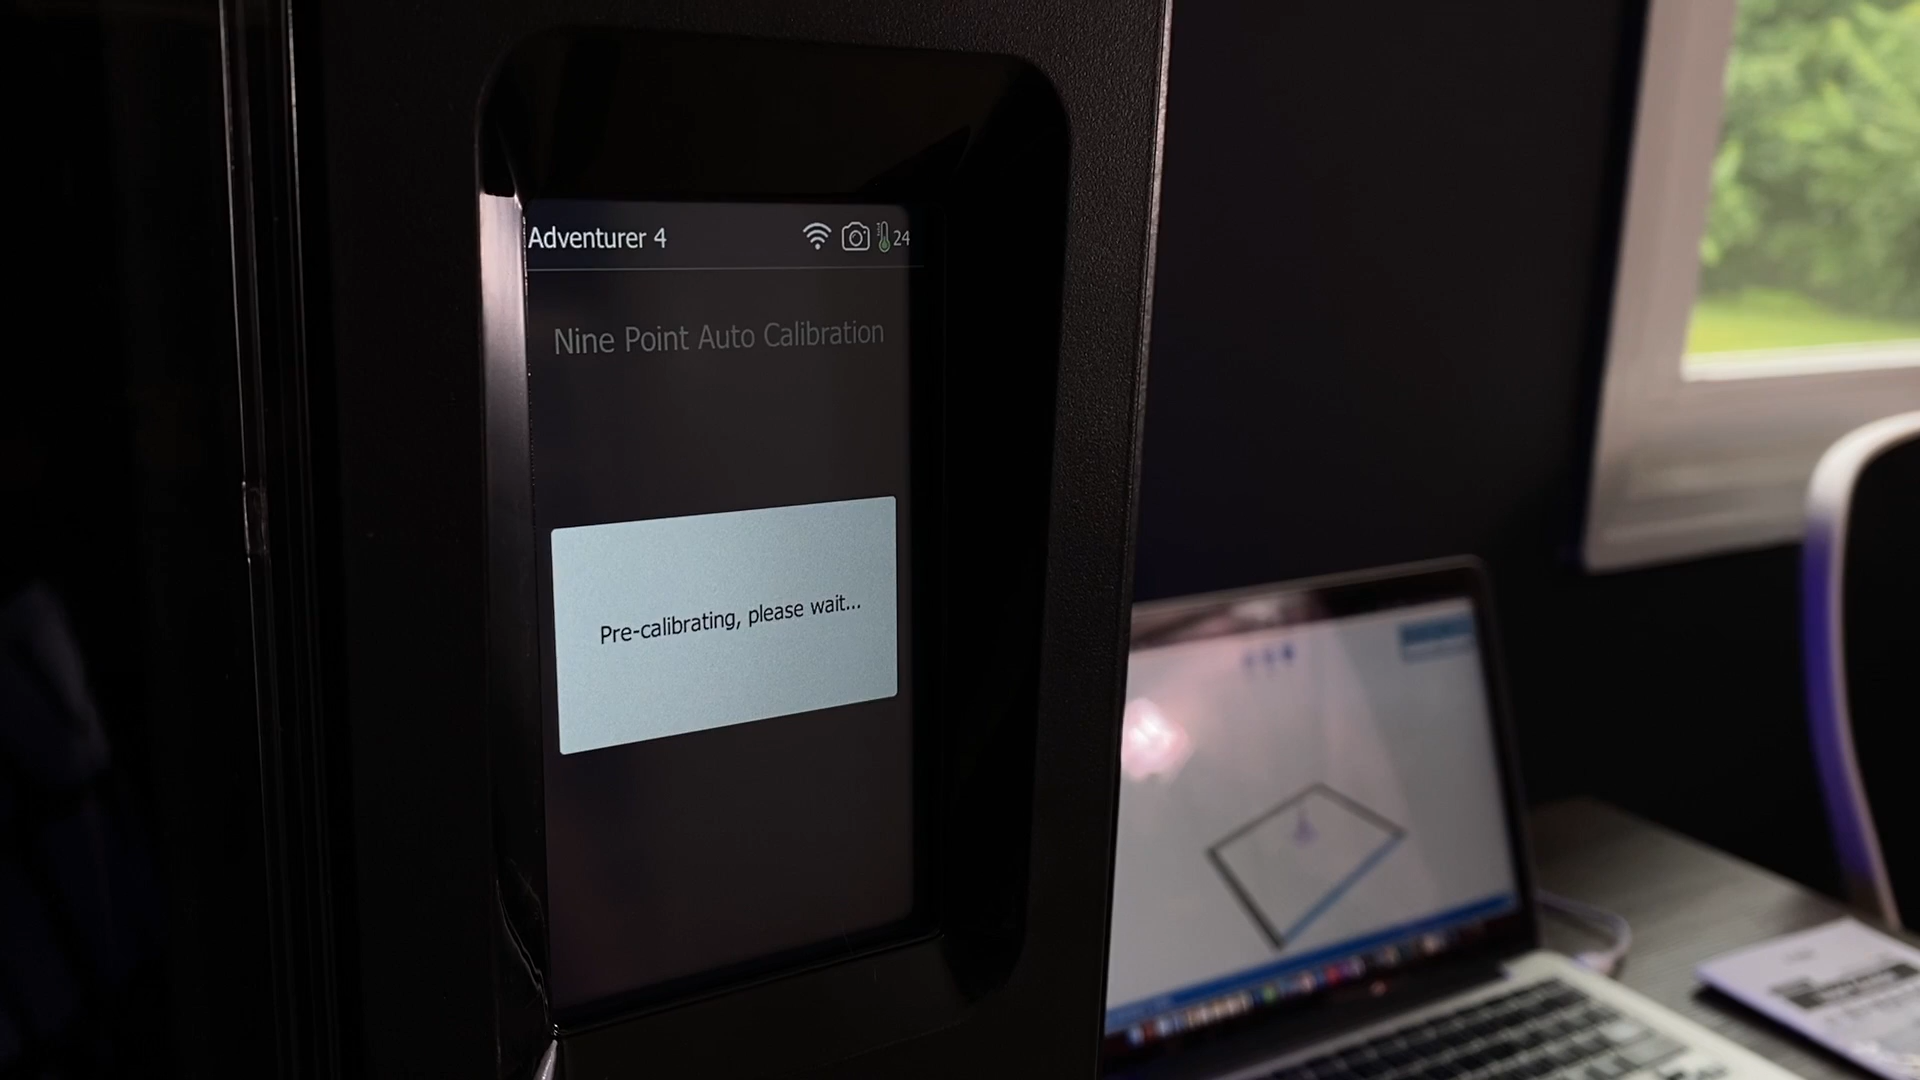 Adventurer 4
24
Nine Point Auto Calibration
Pre-calibrating, please wait...